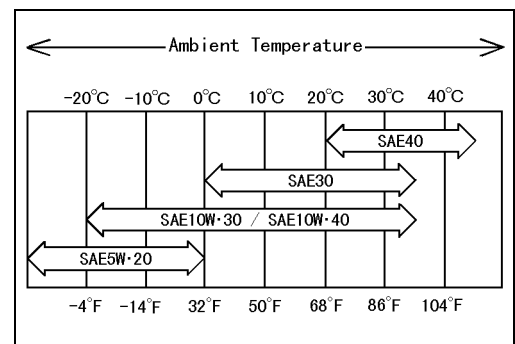 Ambient Temperature
-20°C -10°C 0°C 10°C 20°C 30°C 40°C
SAE40
SAE30
SAE10W·30 / SAE10W·40
SAE5W·20
-4°F -14°F 32°F 50°F 68°F 86°F 104°F